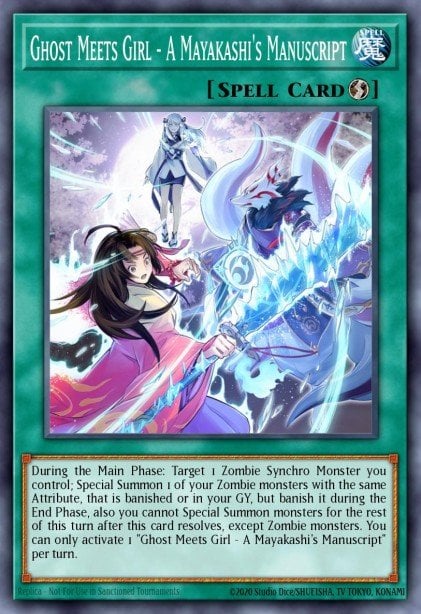 Ghost Meets Girl - A Mayakashi's Manuscript
SPELL
魔
[Spell Card]
During the Main Phase: Target 1 Zombie Synchro Monster you
control; Special Summon 1 of your Zombie monsters with the same
Attribute, that is banished or in your GY, but banish it during the
End Phase, also you cannot Special Summon monsters for the rest
of this turn after this card resolves, except Zombie monsters. You
can only activate 1 "Ghost Meets Girl - A Mayakashi's Manuscript"
per turn.
Replica - Not For Use in Sanctioned Tournaments
©2020 Studio Dice/SHUEISHA, TV TOKYO, KONAMI